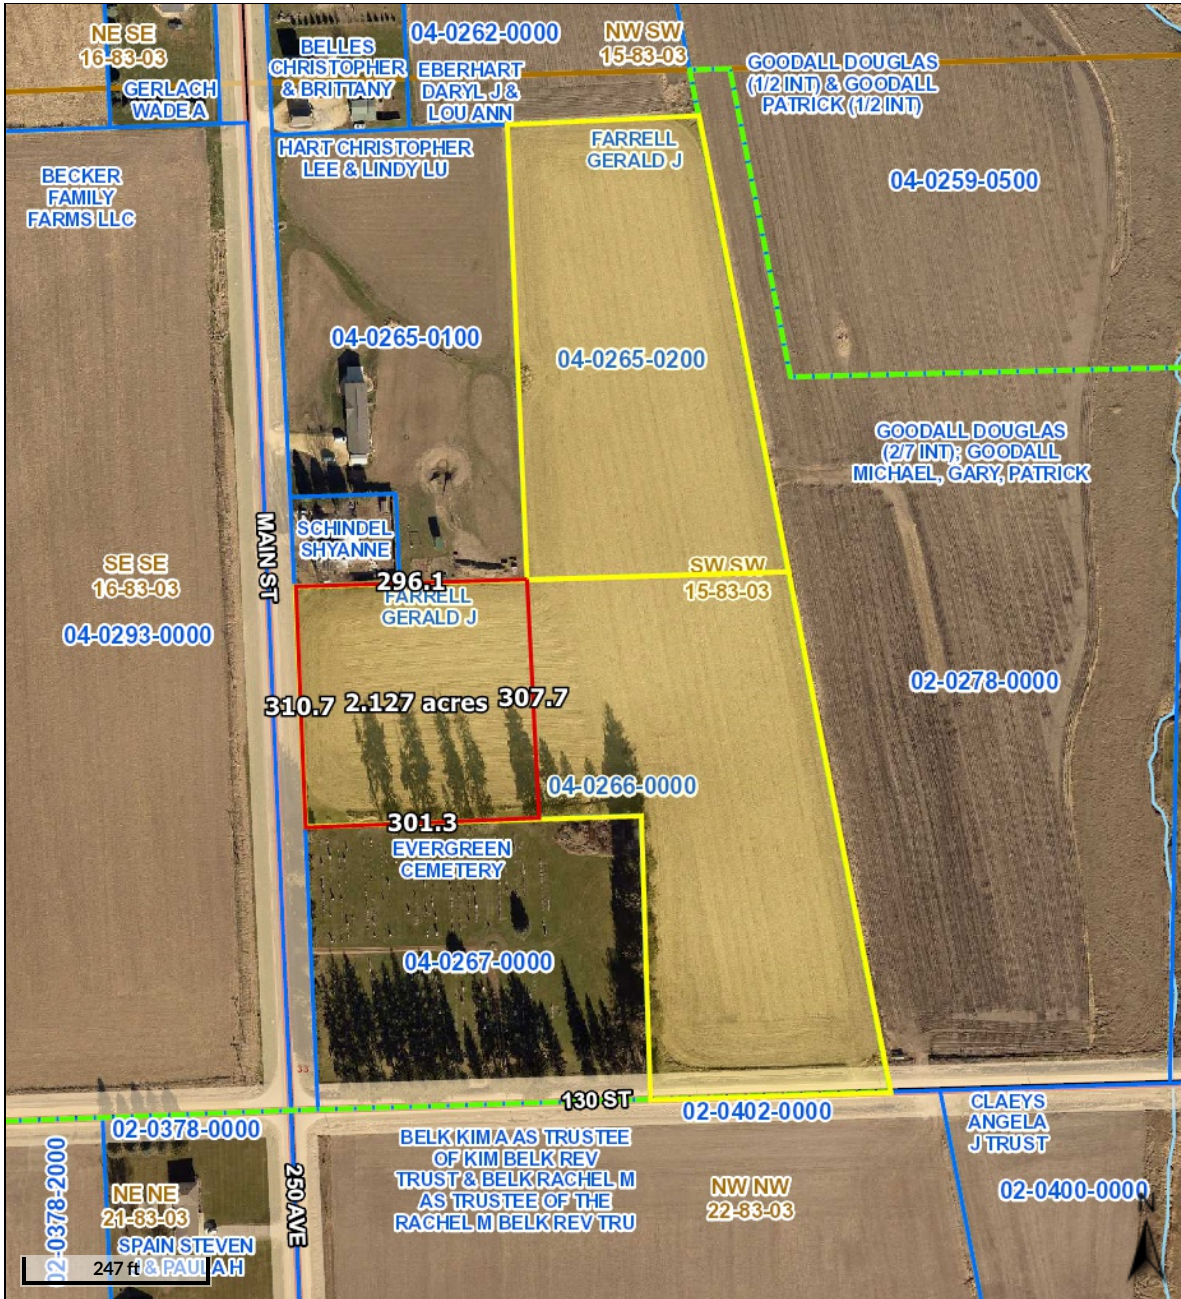 NE SE
16-83-03
GERLACH
WADE A
BELLES
CHRISTOPHER
& BRITTANY
04-0262-0000
EBERHART
DARYL J &
LOU ANN
NW SW
15-83-03
GOODALL DOUGLAS
(1/2 INT) & GOODALL
PATRICK (1/2 INT)
04-0259-0500
BECKER
FAMILY
FARMS LLC
HART CHRISTOPHER
LEE & LINDY LU
FARRELL
GERALD J
04-0265-0100
04-0265-0200
GOODALL DOUGLAS
(2/7 INT); GOODALL
MICHAEL, GARY, PATRICK
MAIN ST
SCHINDEL
SHYANNE
SE SE
16-83-03
04-0293-0000
296.1
FARRELL
GERALD J
SW SW
15-83-03
310.7
2.127 acres
307.7
02-0278-0000
04-0266-0000
301.3
EVERGREEN
CEMETERY
04-0267-0000
33
130 ST
02-0378-0000
02-0402-0000
CLAEYS
ANGELA
J TRUST
02-0378-2000
BELK KIM A AS TRUSTEE
OF KIM BELK REV
TRUST & BELK RACHEL M
AS TRUSTEE OF THE
RACHEL M BELK REV TRU
NE NE
21-83-03
250 AVE
NW NW
22-83-03
02-0400-0000
N
SPAIN STEVEN
& PAULA H
247 ft